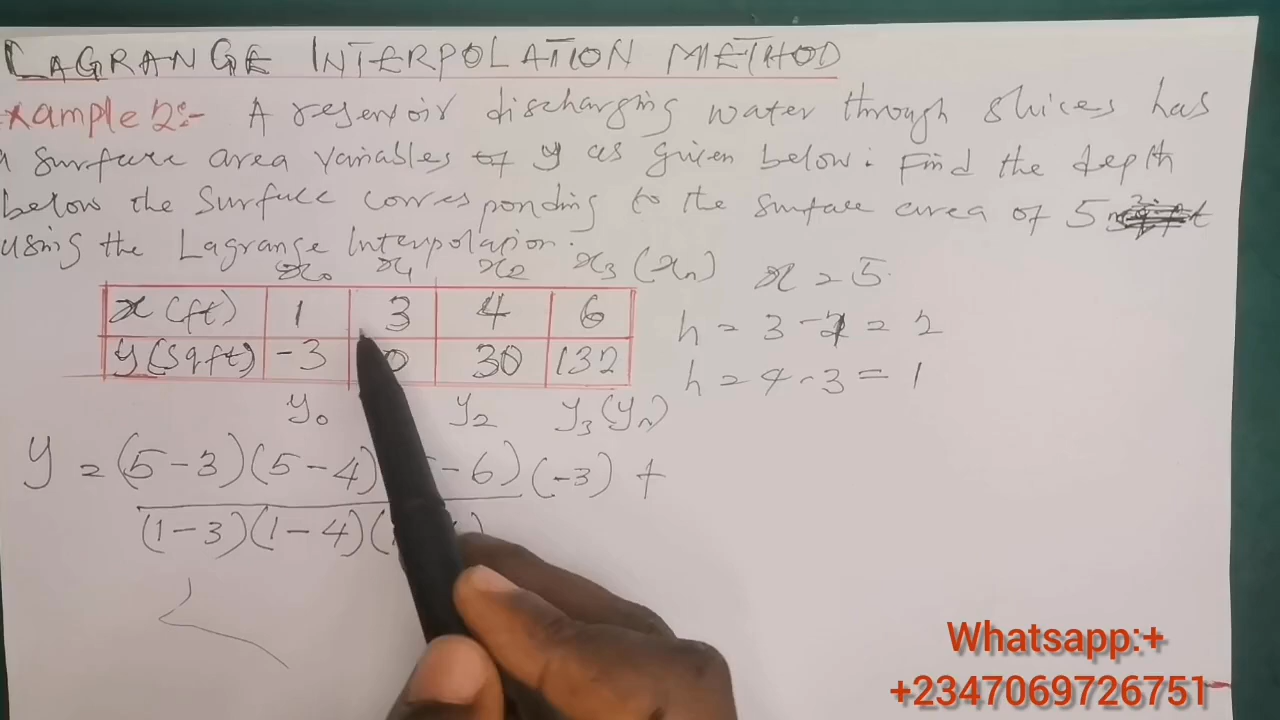 LAGRANGE INTERPOLATION METHOD
xample 2:- A reservoir discharging water through sluices has
a surface area variables of y as given below: Find the depth
below the surface corresponding to the surface area of 5
using the Lagrange Interpolation.
x₀ x₁ x₂ x₃ (xₙ) x = 5
x (ft) 1 3 4 6 h = 3 - 1 = 2
y (sqft) -3 0 30 132 h = 4 - 3 = 1
y₀ y₂ y₃ (yₙ)
y = (5-3)(5-4) -6) (-3) +
(1-3)(1-4)(
Whatsapp:+
+2347069726751